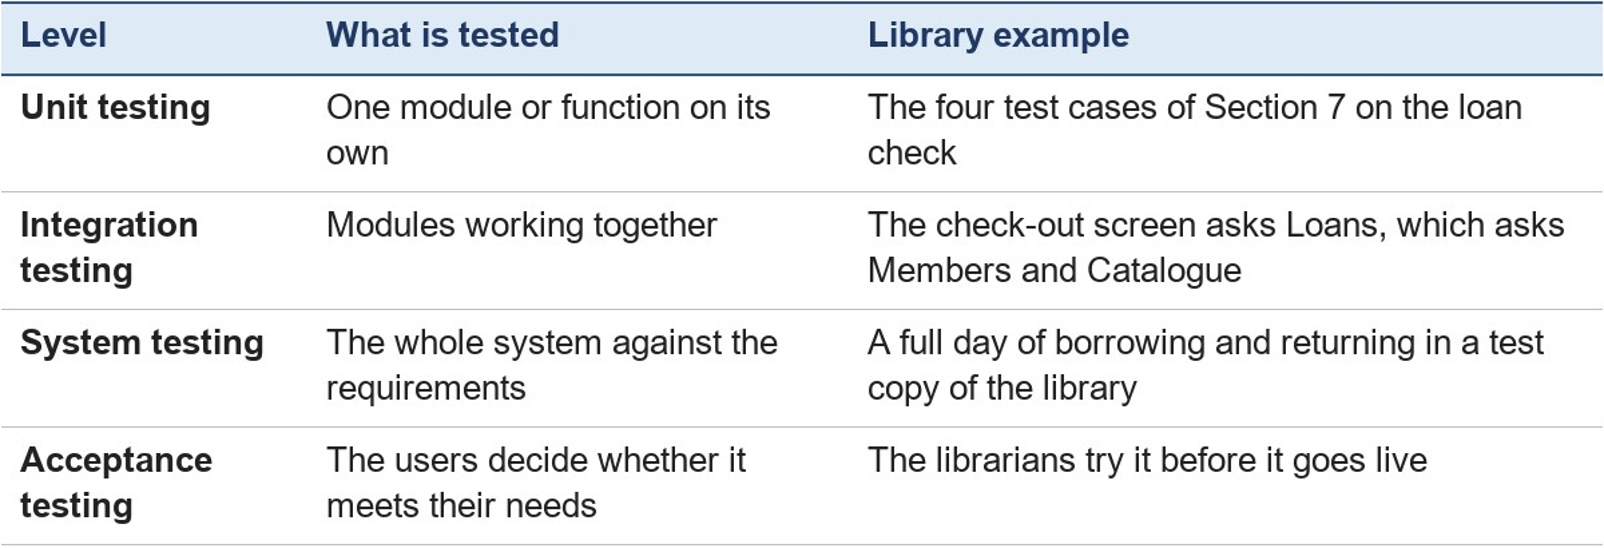 Level What is tested Library example
Unit testing One module or function on its The four test cases of Section 7 on the loan
own check
Integration Modules working together The check-out screen asks Loans, which asks
testing Members and Catalogue
System testing The whole system against the A full day of borrowing and returning in a test
requirements copy of the library
Acceptance The users decide whether it The librarians try it before it goes live
testing meets their needs